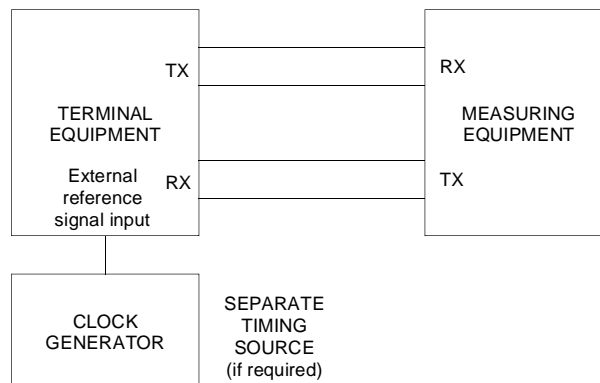 TX
RX
TERMINAL
EQUIPMENT
MEASURING
EQUIPMENT
External
reference
signal input
RX
TX
CLOCK
GENERATOR
SEPARATE
TIMING
SOURCE
(if required)